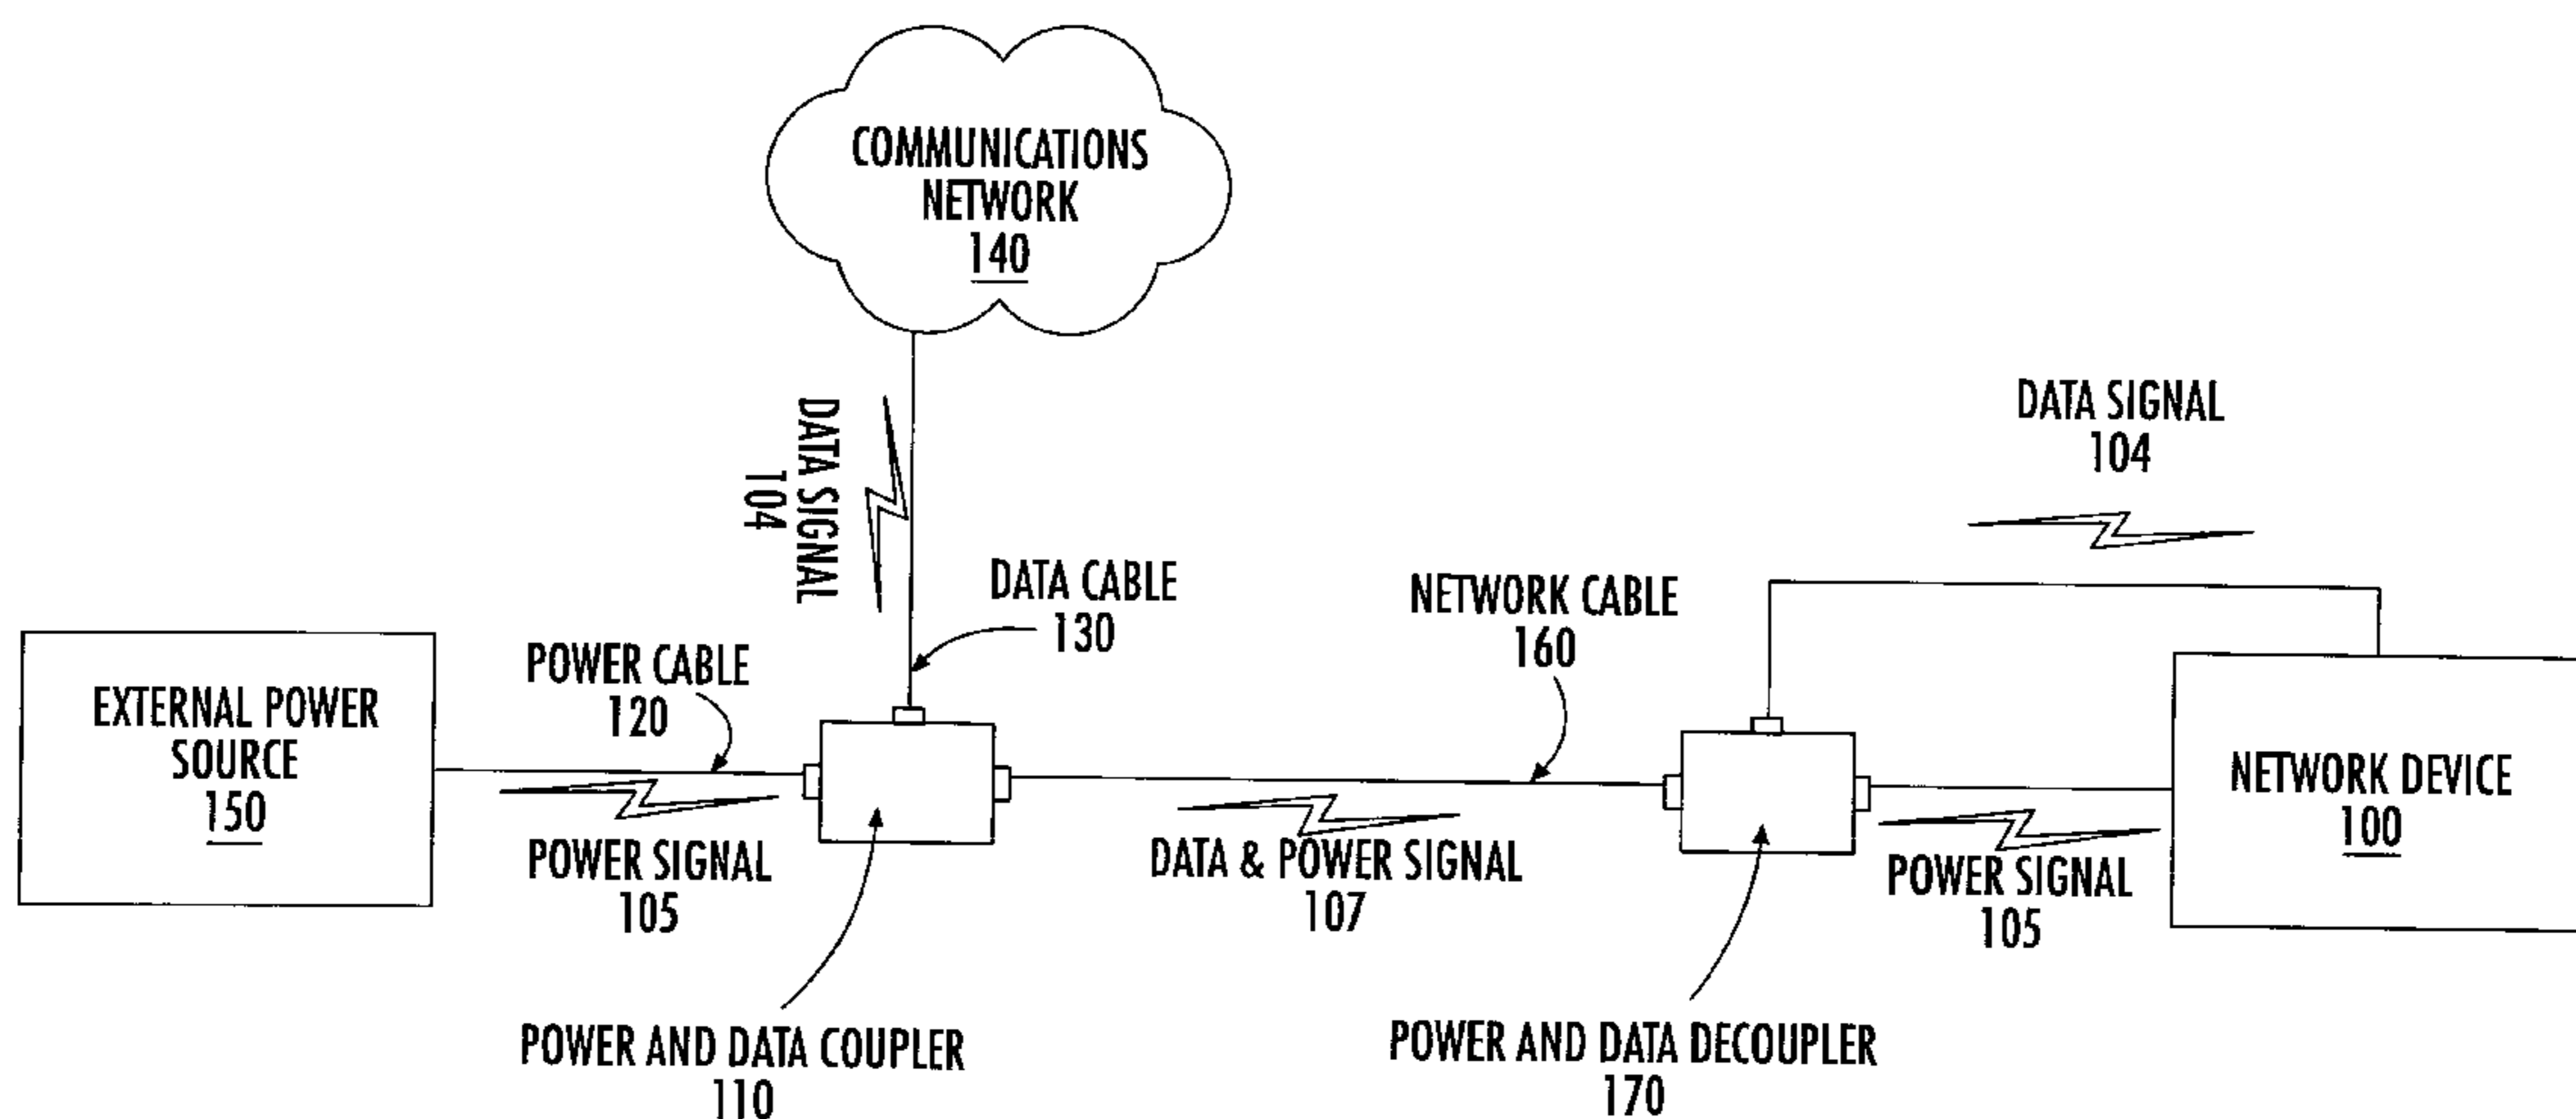 COMMUNICATIONS
NETWORK
140
DATA SIGNAL
104
DATA SIGNAL
104
DATA CABLE
130
NETWORK CABLE
160
POWER CABLE
120
EXTERNAL POWER
SOURCE
150
POWER SIGNAL
105
DATA & POWER SIGNAL
107
POWER SIGNAL
105
NETWORK DEVICE
100
POWER AND DATA COUPLER
110
POWER AND DATA DECOUPLER
170